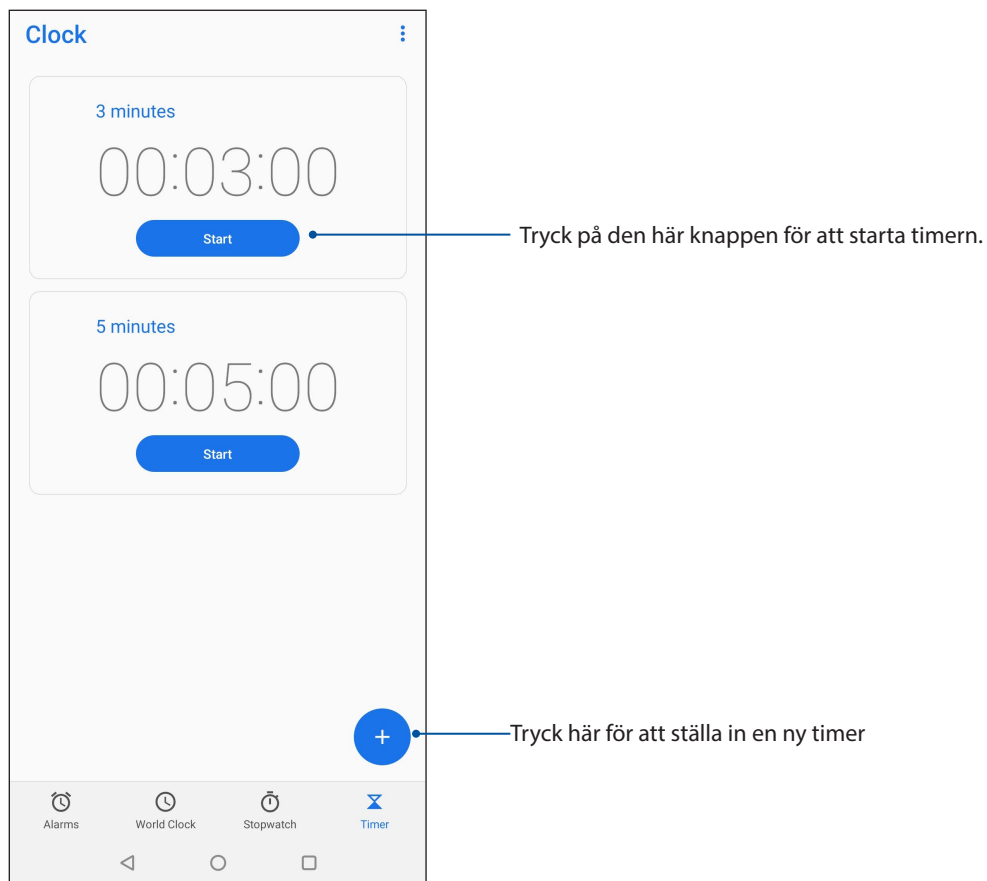 Clock
3 minutes
00:03:00
Start
Tryck på den här knappen för att starta timern.
5 minutes
00:05:00
Start
+
Tryck här för att ställa in en ny timer
Alarms
World Clock
Stopwatch
Timer